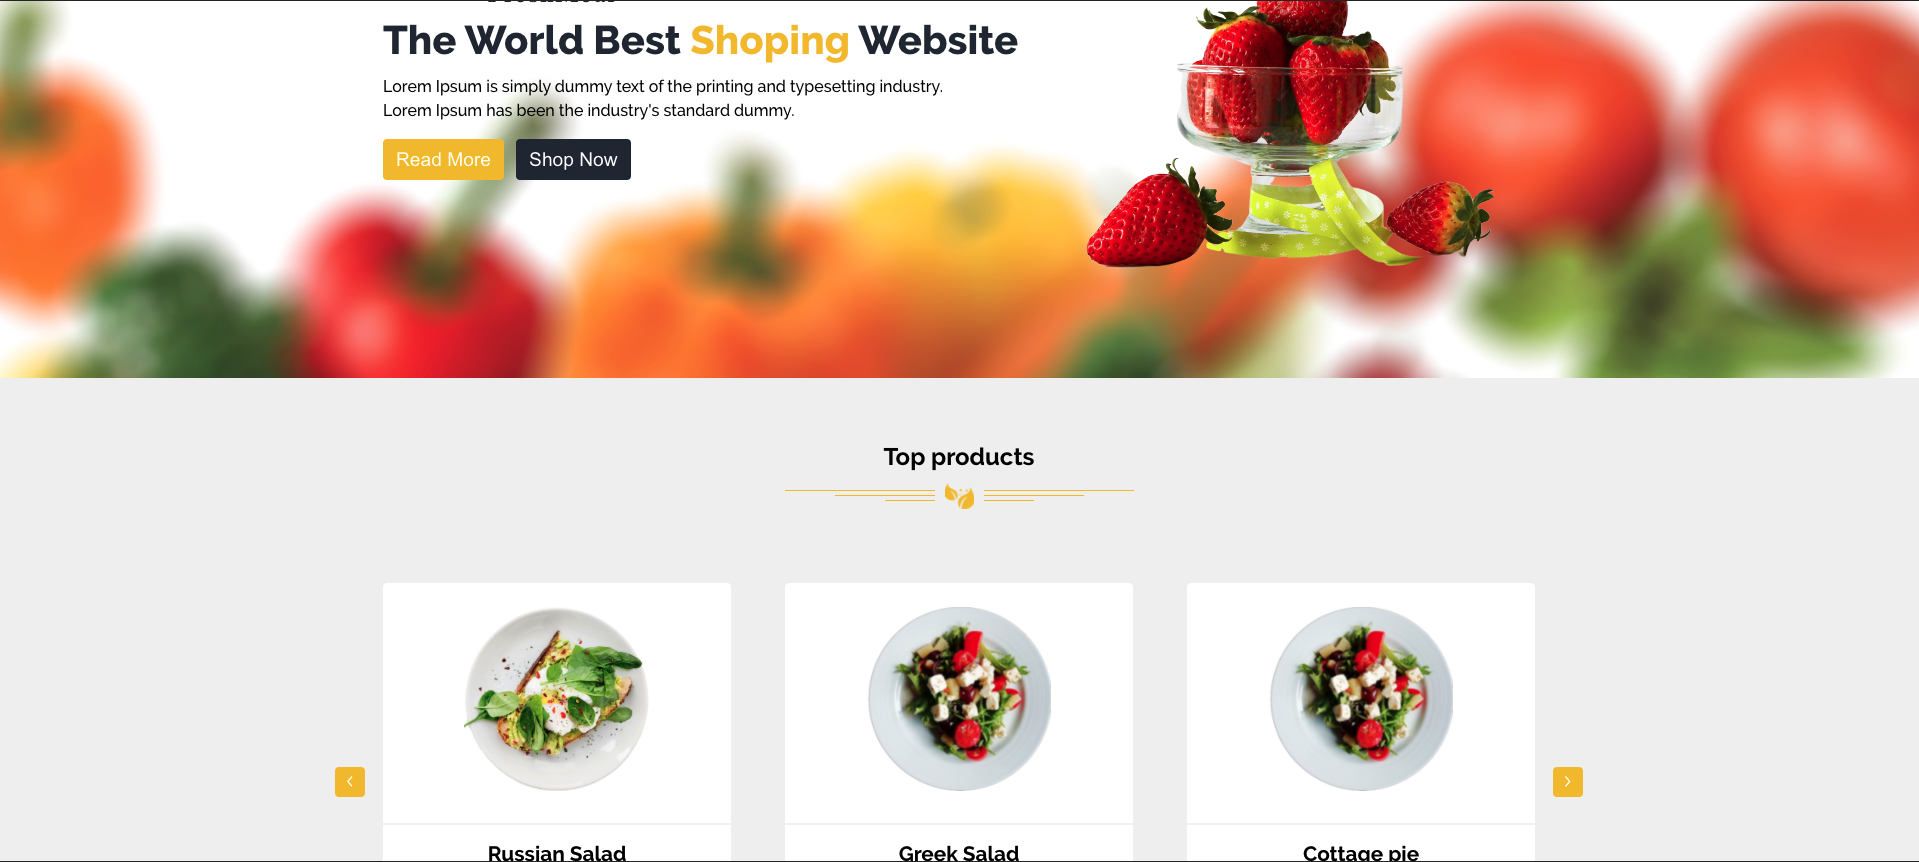 The World Best Shoping Website
Lorem Ipsum is simply dummy text of the printing and typesetting industry.
Lorem Ipsum has been the industry's standard dummy.
Read More
Shop Now
Top products
Russian Salad
Greek Salad
Cottage pie